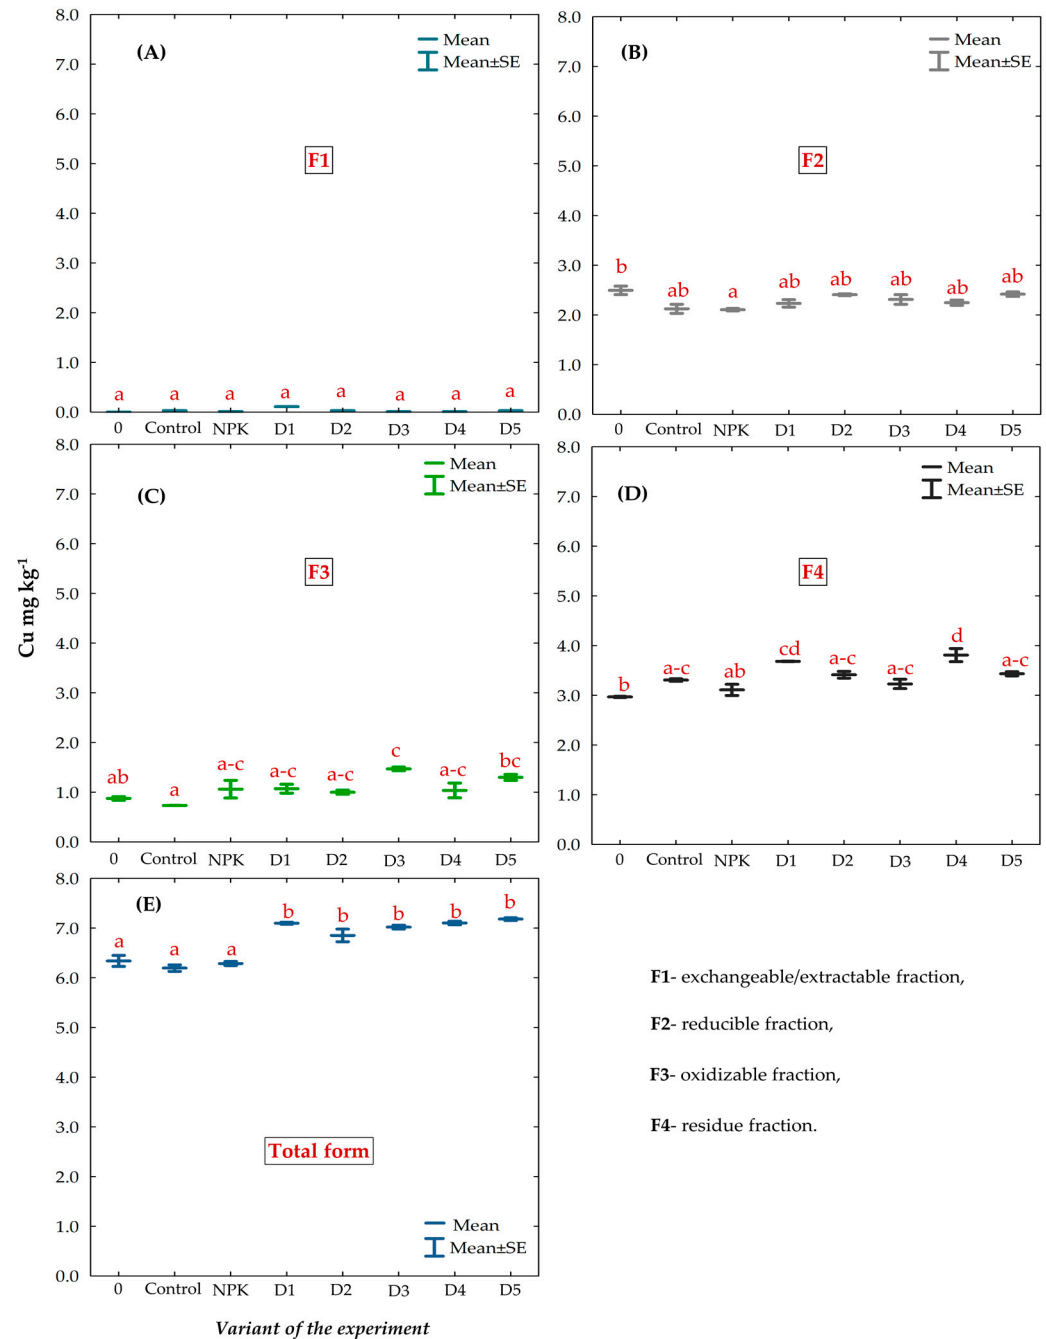 8.0
7.0
6.0
5.0
4.0
3.0
2.0
1.0
0.0
(A)
Mean
Mean±SE
F1
a a a a a a a a
0 Control NPK D1 D2 D3 D4 D5
8.0
7.0
6.0
5.0
4.0
3.0
2.0
1.0
0.0
(B)
Mean
Mean±SE
F2
b ab a ab ab ab ab ab
0 Control NPK D1 D2 D3 D4 D5
Cu mg kg-1
8.0
7.0
6.0
5.0
4.0
3.0
2.0
1.0
0.0
(C)
Mean
Mean±SE
F3
ab a a-c a-c a-c c a-c bc
0 Control NPK D1 D2 D3 D4 D5
8.0
7.0
6.0
5.0
4.0
3.0
2.0
1.0
0.0
(D)
Mean
Mean±SE
F4
b a-c ab cd a-c a-c d a-c
0 Control NPK D1 D2 D3 D4 D5
8.0
7.0
6.0
5.0
4.0
3.0
2.0
1.0
0.0
(E)
a a a b b b b b
Total form
Mean
Mean±SE
0 Control NPK D1 D2 D3 D4 D5
Variant of the experiment
F1- exchangeable/extractable fraction,
F2- reducible fraction,
F3- oxidizable fraction,
F4- residue fraction.